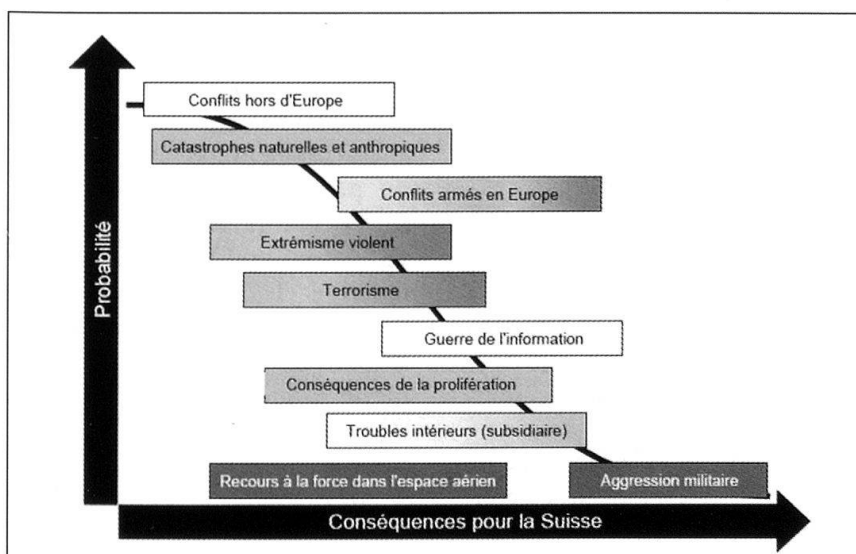 Conflits hors d'Europe
Catastrophes naturelles et anthropiques
Conflits armés en Europe
Extrémisme violent
Terrorisme
Guerre de l'information
Conséquences de la prolifération
Troubles intérieurs (subsidiaire)
Recours à la force dans l'espace aérien
Aggression militaire
Probabilité
Conséquences pour la Suisse